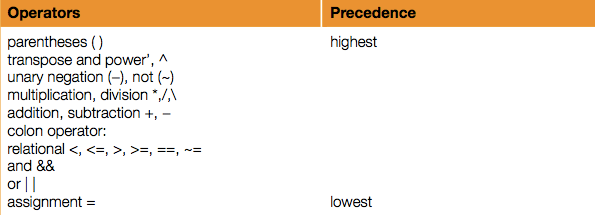 Operators Precedence
parentheses ( ) highest
transpose and power’, ^
unary negation (–), not (~)
multiplication, division *,/,\
addition, subtraction +, –
colon operator:
relational <, <=, >, >=, ==, ~=
and &&
or | |
assignment = lowest